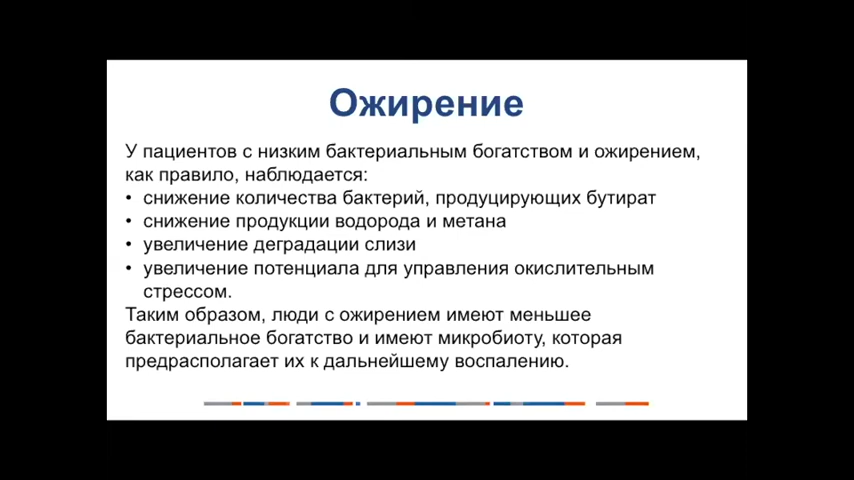 Ожирение
У пациентов с низким бактериальным богатством и ожирением,
как правило, наблюдается:
• снижение количества бактерий, продуцирующих бутират
• снижение продукции водорода и метана
• увеличение деградации слизи
• увеличение потенциала для управления окислительным
стрессом.
Таким образом, люди с ожирением имеют меньшее
бактериальное богатство и имеют микробиоту, которая
предрасполагает их к дальнейшему воспалению.